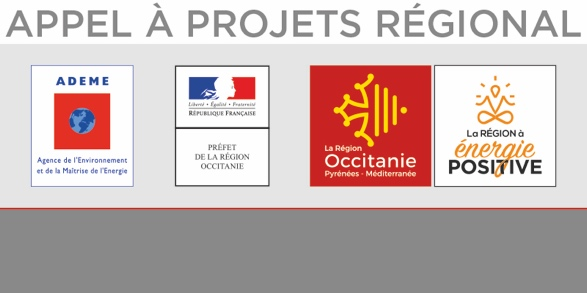 APPEL À PROJETS RÉGIONAL
ADEME
Agence de l'Environnement
et de la Maîtrise de l'Energie
Liberté • Égalité • Fraternité
RÉPUBLIQUE FRANÇAISE
PRÉFET
DE LA RÉGION
OCCITANIE
La Région
Occitanie
Pyrénées - Méditerranée
La RÉGION à
énergie
POSITIVE